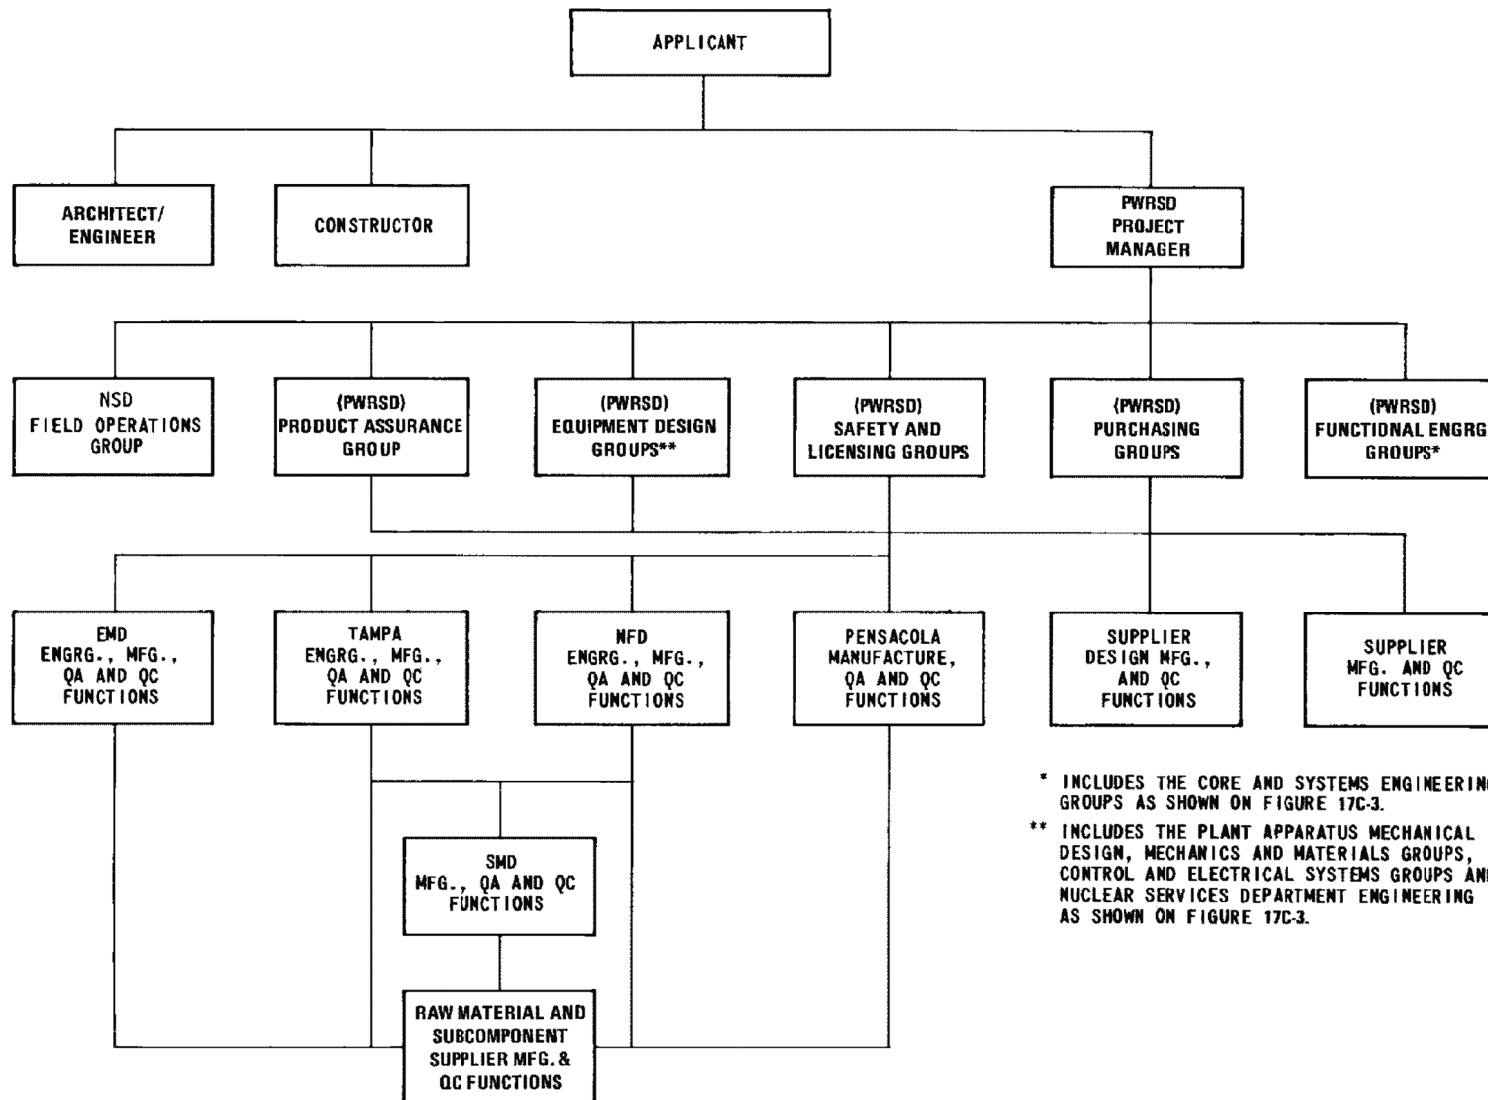 APPLICANT
ARCHITECT/
ENGINEER
CONSTRUCTOR
PWRSD
PROJECT
MANAGER
NSD
FIELD OPERATIONS
GROUP
(PWRSD)
PRODUCT ASSURANCE
GROUP
(PWRSD)
EQUIPMENT DESIGN
GROUPS**
(PWRSD)
SAFETY AND
LICENSING GROUPS
(PWRSD)
PURCHASING
GROUPS
(PWRSD)
FUNCTIONAL ENGRG
GROUPS*
EMD
ENGRG., MFG.,
QA AND QC
FUNCTIONS
TAMPA
ENGRG., MFG.,
QA AND QC
FUNCTIONS
NFD
ENGRG., MFG.,
QA AND QC
FUNCTIONS
PENSACOLA
MANUFACTURE,
QA AND QC
FUNCTIONS
SUPPLIER
DESIGN MFG.,
AND QC
FUNCTIONS
SUPPLIER
MFG. AND QC
FUNCTIONS
SMD
MFG., QA AND QC
FUNCTIONS
RAW MATERIAL AND
SUBCOMPONENT
SUPPLIER MFG. &
QC FUNCTIONS
* INCLUDES THE CORE AND SYSTEMS ENGINEERING
GROUPS AS SHOWN ON FIGURE 17C-3.
** INCLUDES THE PLANT APPARATUS MECHANICAL
DESIGN, MECHANICS AND MATERIALS GROUPS,
CONTROL AND ELECTRICAL SYSTEMS GROUPS AND
NUCLEAR SERVICES DEPARTMENT ENGINEERING
AS SHOWN ON FIGURE 17C-3.